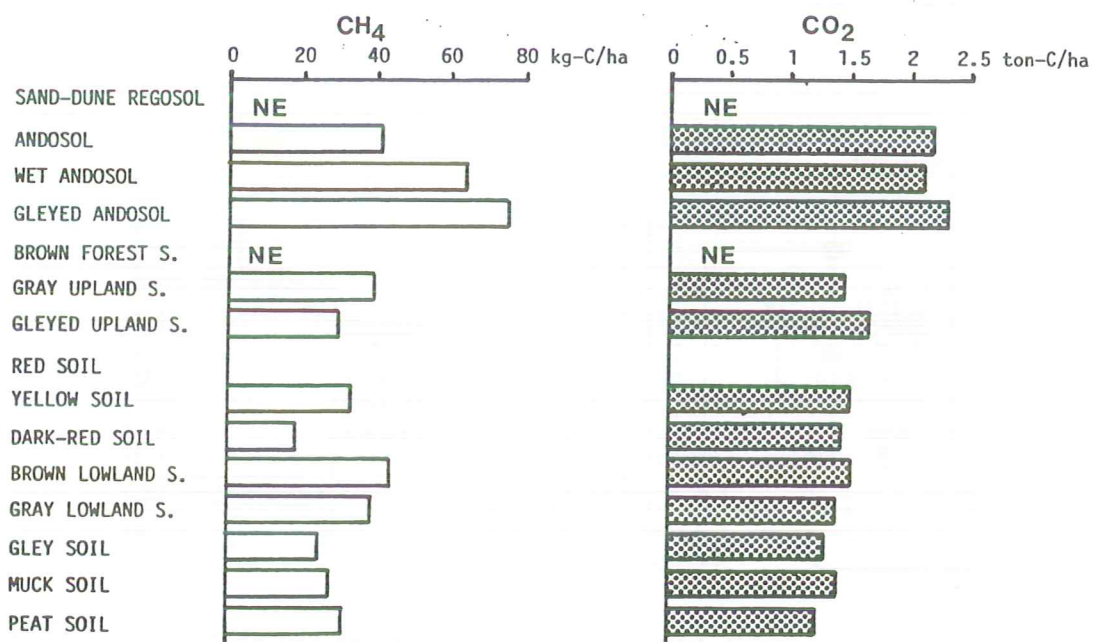 CH4 CO2
0 20 40 60 80 kg-C/ha 0 0.5 1 1.5 2 2.5 ton-C/ha
SAND-DUNE REGOSOL NE NE
ANDOSOL
WET ANDOSOL
GLEYED ANDOSOL
BROWN FOREST S. NE NE
GRAY UPLAND S.
GLEYED UPLAND S.
RED SOIL
YELLOW SOIL
DARK-RED SOIL
BROWN LOWLAND S.
GRAY LOWLAND S.
GLEY SOIL
MUCK SOIL
PEAT SOIL